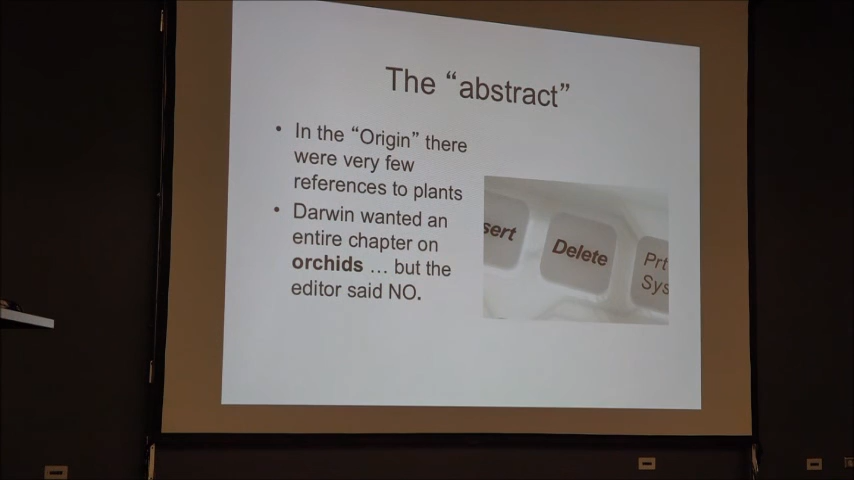 The “abstract”
• In the “Origin” there
were very few
references to plants
• Darwin wanted an
entire chapter on
orchids … but the
editor said NO.
sert
Delete
Prt
Sys